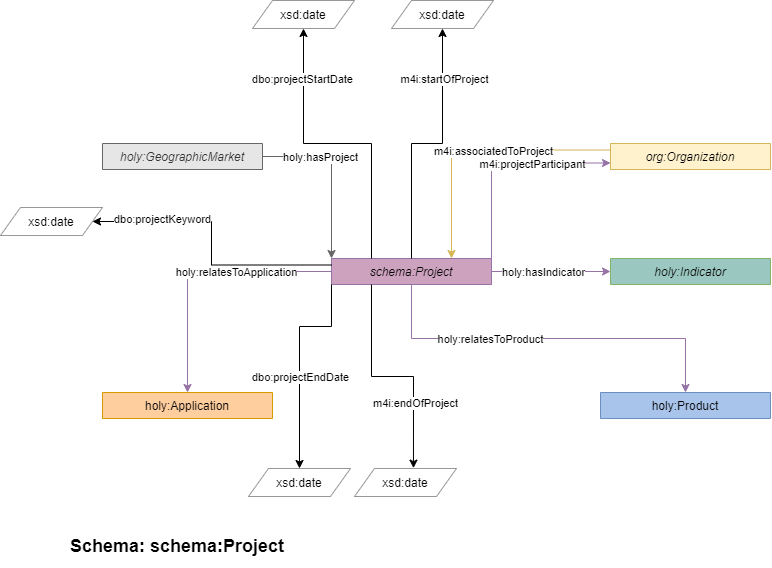 xsd:date
xsd:date
dbo:projectStartDate
m4i:startOfProject
holy:GeographicMarket
holy:hasProject
m4i:associatedToProject
m4i:projectParticipant
org:Organization
xsd:date
dbo:projectKeyword
holy:relatesToApplication
schema:Project
holy:hasIndicator
holy:Indicator
holy:relatesToProduct
dbo:projectEndDate
m4i:endOfProject
holy:Application
holy:Product
xsd:date
xsd:date
Schema: schema:Project